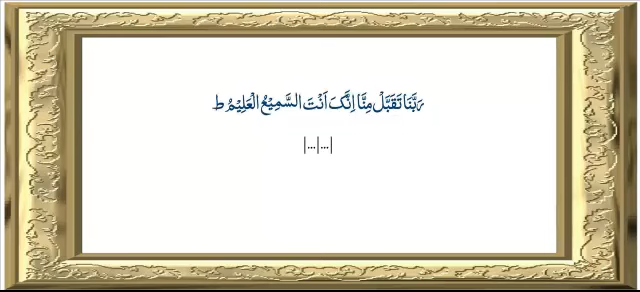 رَبَّنَا تَقَبَّلْ مِنَّا اِنَّکَ اَنْتَ السَّمِیْعُ الْعَلِیْمُ ط
|...|...|